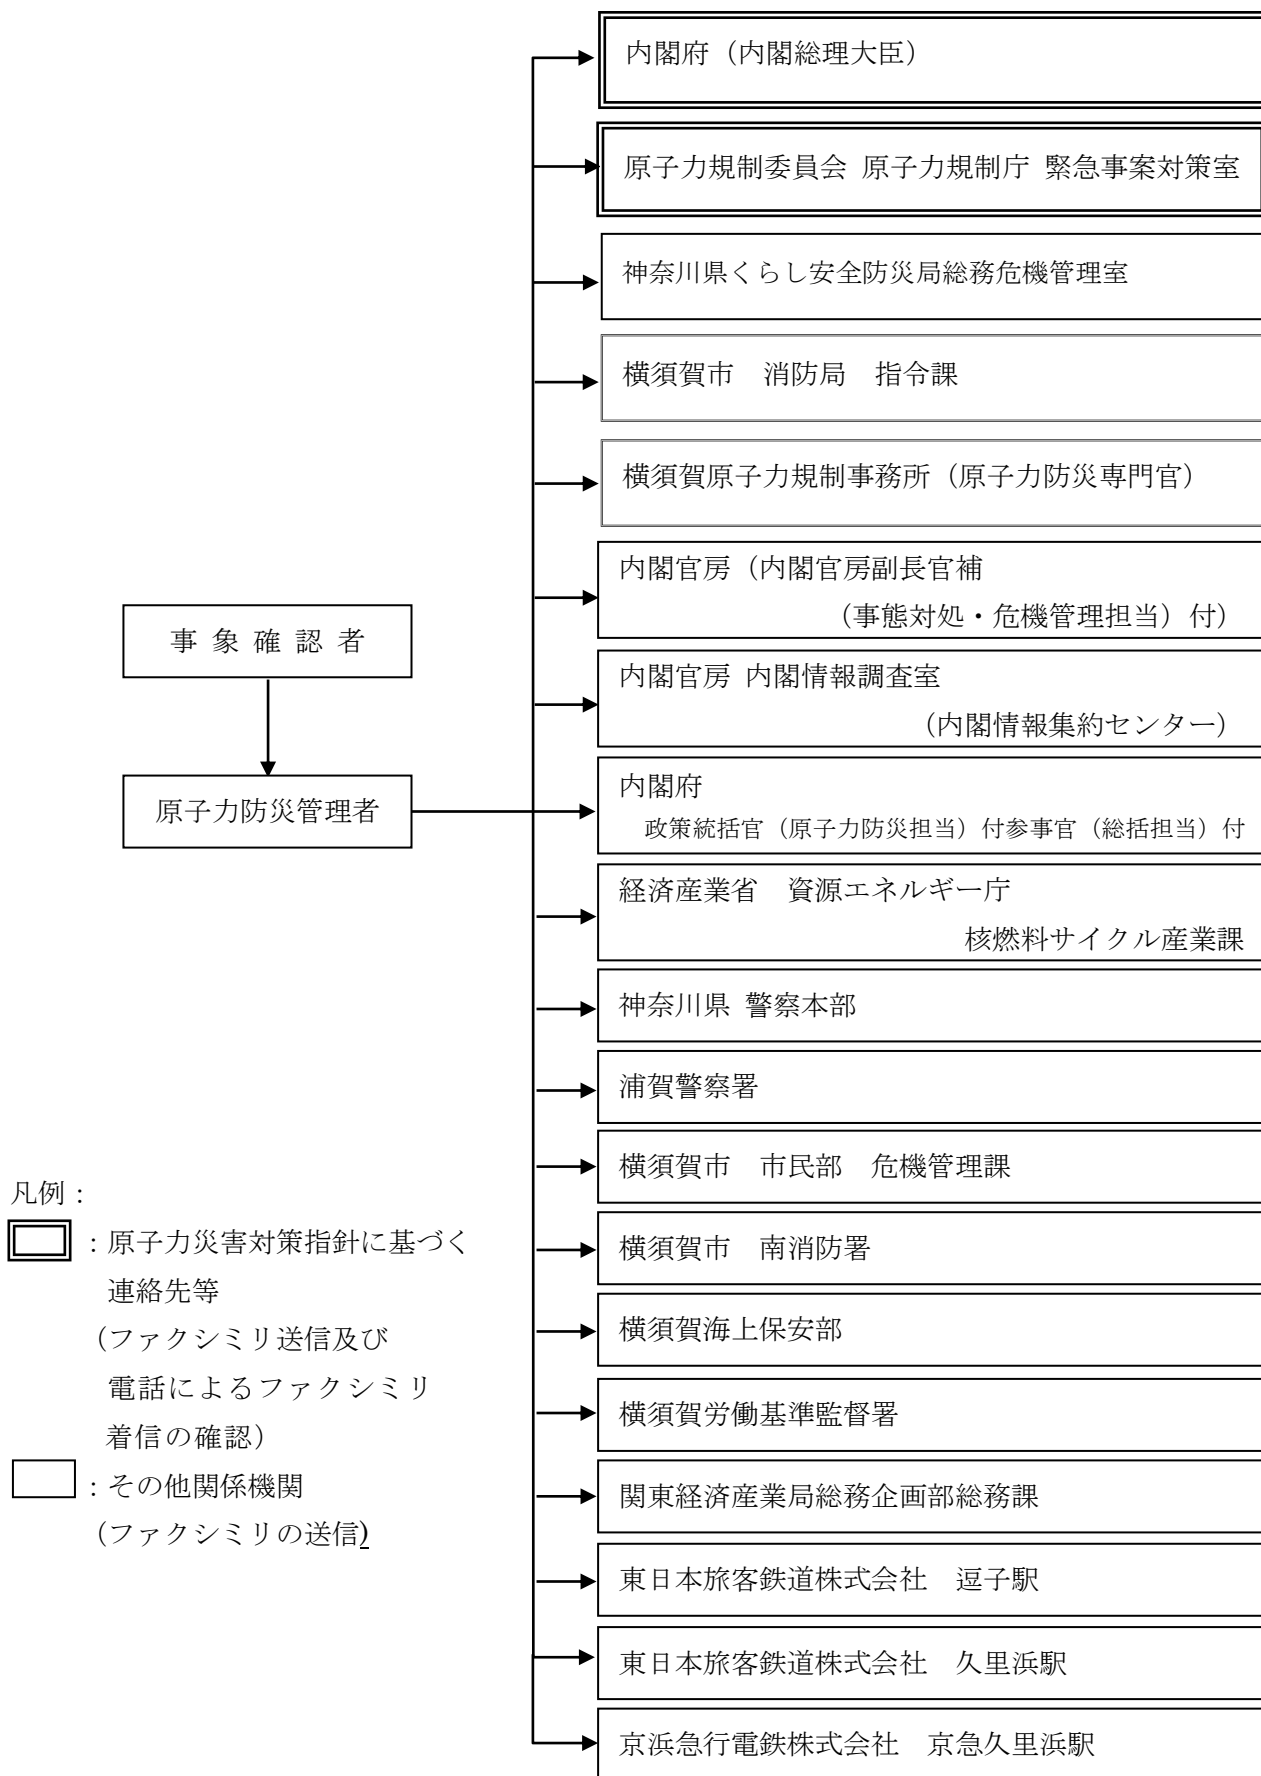 内閣府（内閣総理大臣）
原子力規制委員会 原子力規制庁 緊急事案対策室
神奈川県くらし安全防災局総務危機管理室
横須賀市　消防局　指令課
横須賀原子力規制事務所（原子力防災専門官）
内閣官房（内閣官房副長官補
（事態対処・危機管理担当）付）
内閣官房 内閣情報調査室
（内閣情報集約センター）
内閣府
政策統括官（原子力防災担当）付参事官（総括担当）付
経済産業省　資源エネルギー庁
核燃料サイクル産業課
神奈川県 警察本部
浦賀警察署
横須賀市　市民部　危機管理課
横須賀市　南消防署
横須賀海上保安部
横須賀労働基準監督署
関東経済産業局総務企画部総務課
東日本旅客鉄道株式会社　逗子駅
東日本旅客鉄道株式会社　久里浜駅
京浜急行電鉄株式会社　京急久里浜駅
事 象 確 認 者
原子力防災管理者
凡例：
：原子力災害対策指針に基づく
連絡先等
（ファクシミリ送信及び
電話によるファクシミリ
着信の確認）
：その他関係機関
（ファクシミリの送信)